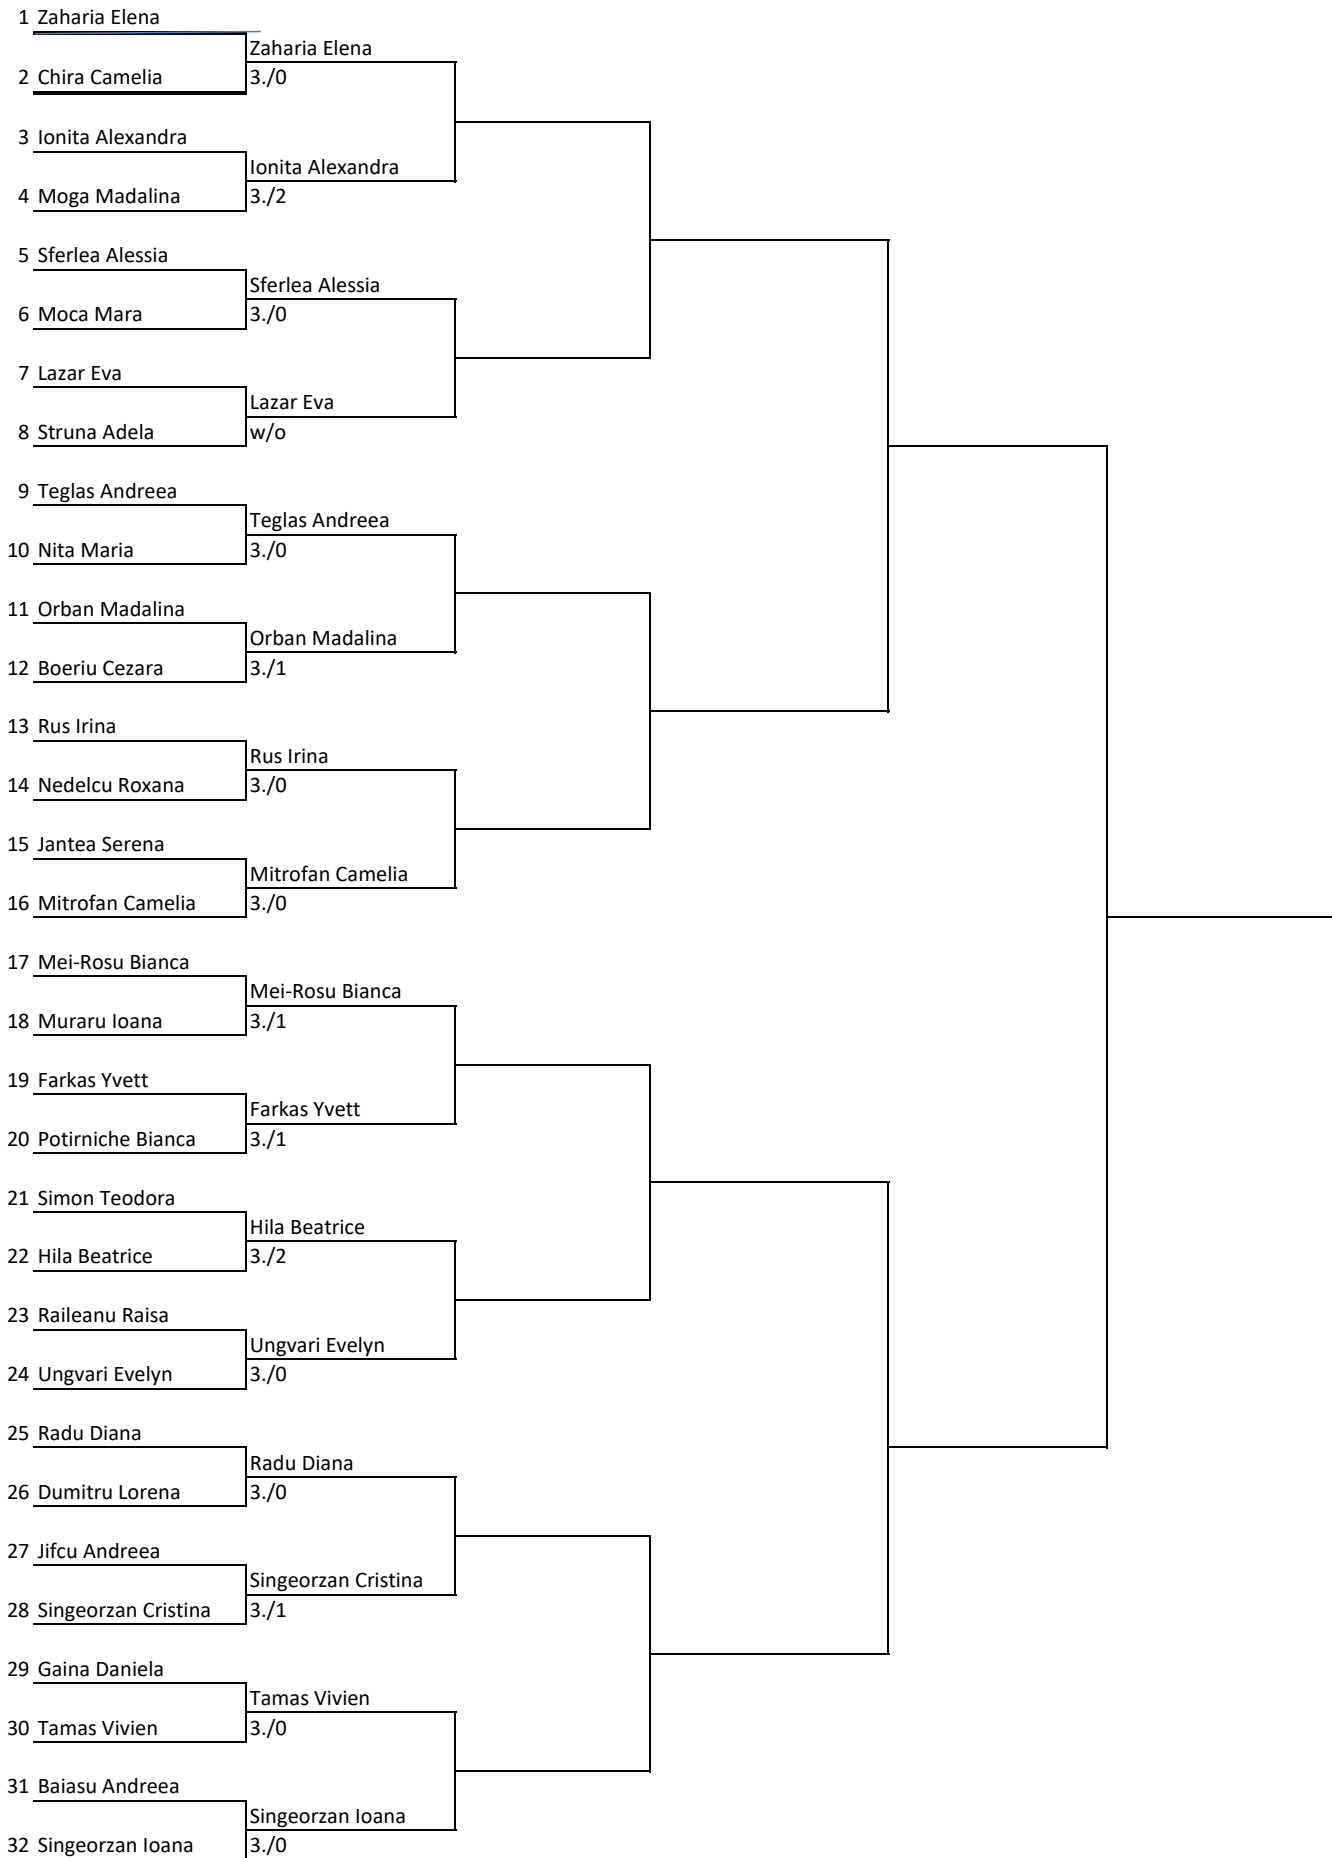 1 Zaharia Elena
Zaharia Elena
2 Chira Camelia 3./0
3 Ionita Alexandra
Ionita Alexandra
4 Moga Madalina 3./2
5 Sferlea Alessia
Sferlea Alessia
6 Moca Mara 3./0
7 Lazar Eva
Lazar Eva
8 Struna Adela w/o
9 Teglas Andreea
Teglas Andreea
10 Nita Maria 3./0
11 Orban Madalina
Orban Madalina
12 Boeriu Cezara 3./1
13 Rus Irina
Rus Irina
14 Nedelcu Roxana 3./0
15 Jantea Serena
Mitrofan Camelia
16 Mitrofan Camelia 3./0
17 Mei-Rosu Bianca
Mei-Rosu Bianca
18 Muraru Ioana 3./1
19 Farkas Yvett
Farkas Yvett
20 Potirniche Bianca 3./1
21 Simon Teodora
Hila Beatrice
22 Hila Beatrice 3./2
23 Raileanu Raisa
Ungvari Evelyn
24 Ungvari Evelyn 3./0
25 Radu Diana
Radu Diana
26 Dumitru Lorena 3./0
27 Jifcu Andreea
Singeorzan Cristina
28 Singeorzan Cristina 3./1
29 Gaina Daniela
Tamas Vivien
30 Tamas Vivien 3./0
31 Baiasu Andreea
Singeorzan Ioana
32 Singeorzan Ioana 3./0